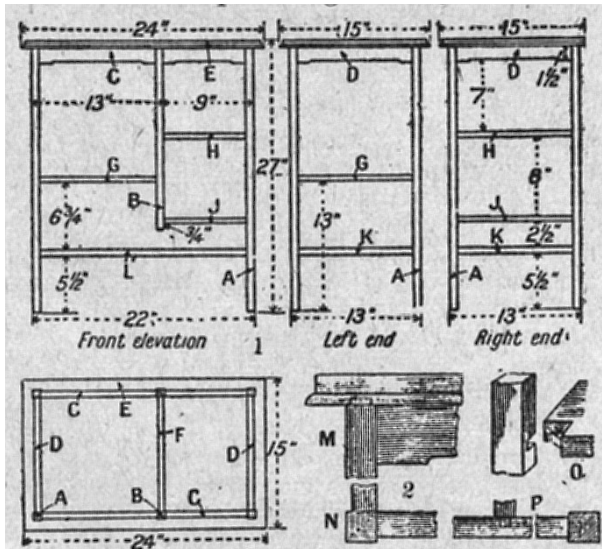 24" 15" 15"
C E D D 1½"
13" 9" 7"
H H
G G
27"
B 8"
6¾" J 13" J
¾" 2½"
L K K
5½" A A A 5½"
22" 13" 13"
Front elevation 1 Left end Right end
C E
D F D 15" M O
2
A B C N P
24"